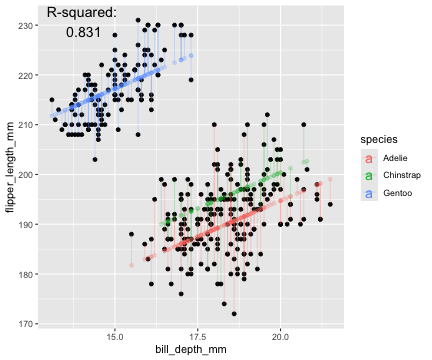 R-squared:
0.831
230
220
210
200
190
180
170
flipper_length_mm
15.0
17.5
20.0
bill_depth_mm
species
a Adelie
a Chinstrap
a Gentoo